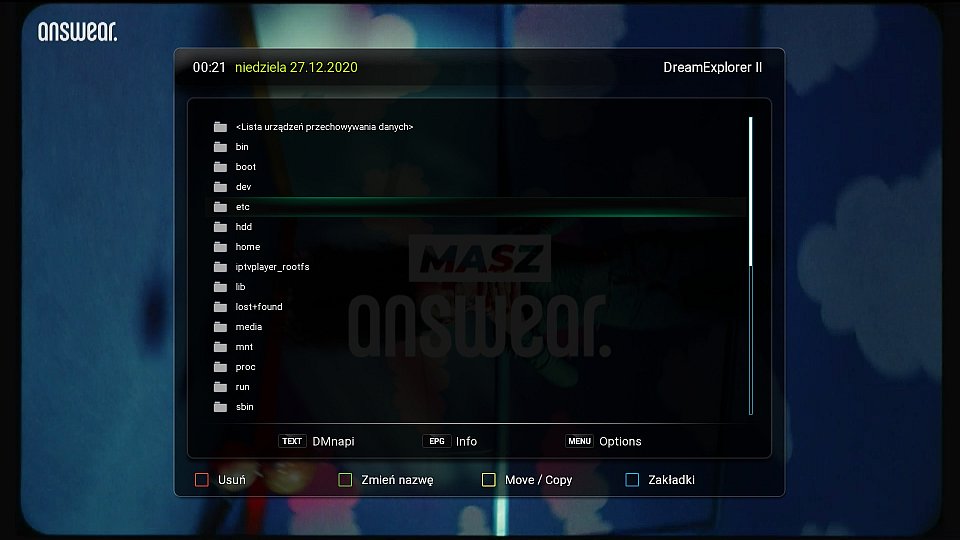 answear.
00:21 niedziela 27.12.2020 DreamExplorer II
<Lista urządzeń przechowywania danych>
bin
boot
dev
etc
hdd
home
iptvplayer_rootfs
lib
lost+found
media
mnt
proc
run
sbin
MASZ
answear.
TEXT DMnapi EPG Info MENU Options
Usuń Zmień nazwę Move / Copy Zakładki